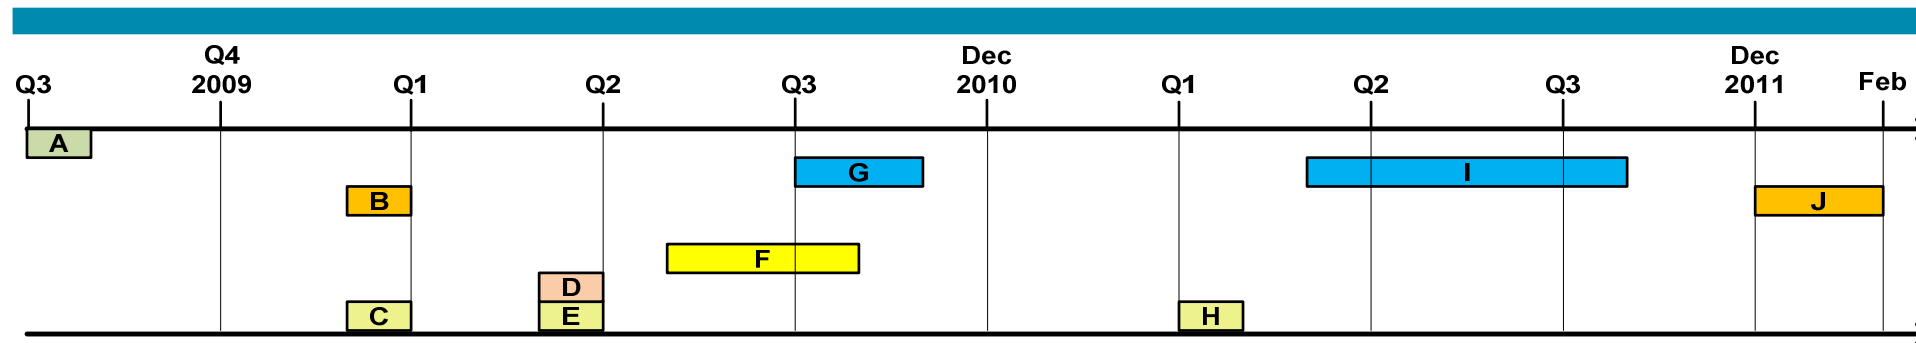 Q4 Dec Dec
Q3 2009 Q1 Q2 Q3 2010 Q1 Q2 Q3 2011 Feb
A
G I
B J
F
D
C E H